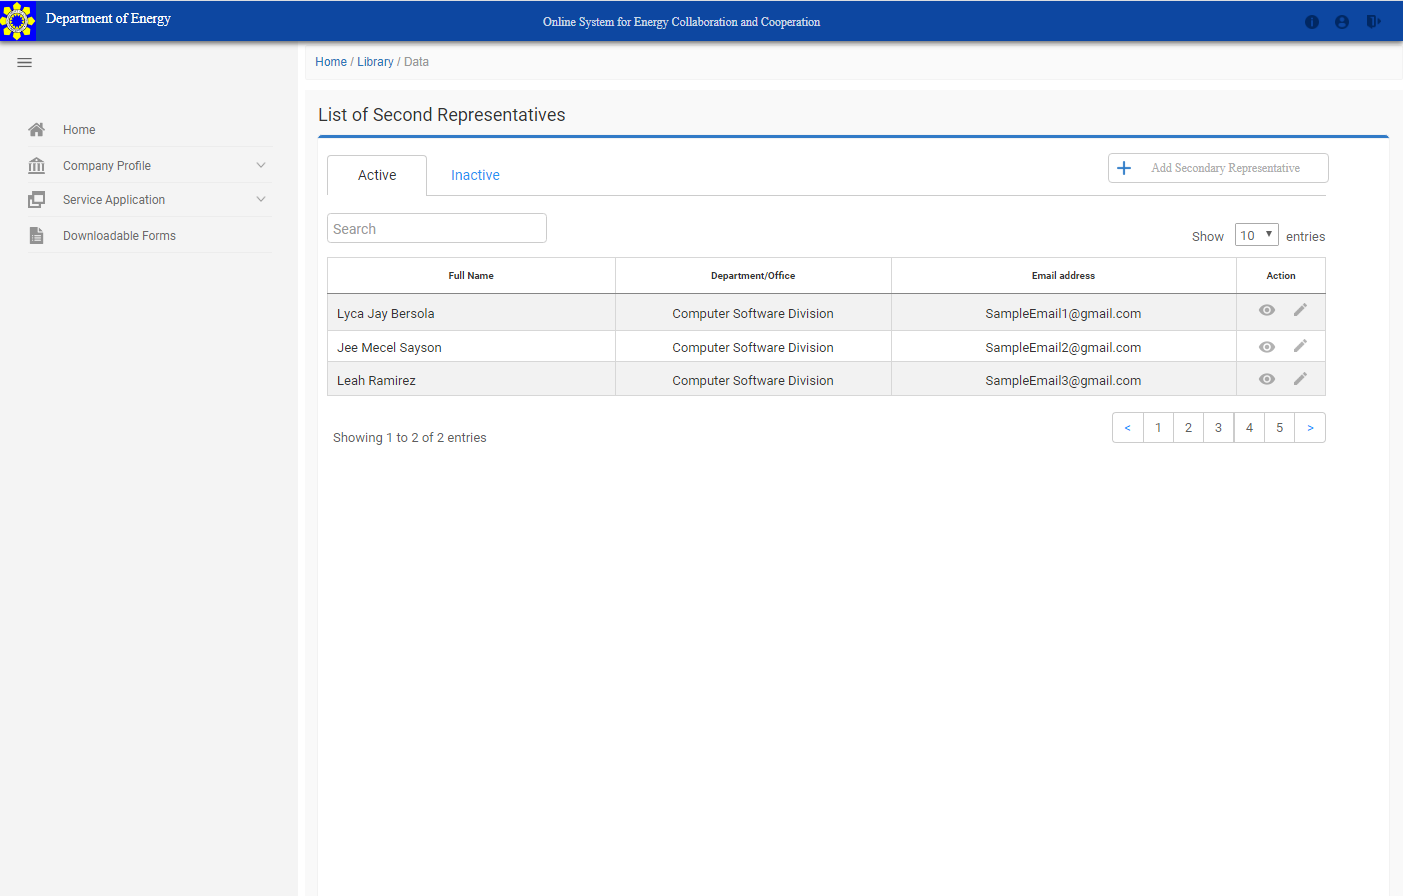 Department of Energy
Online System for Energy Collaboration and Cooperation
Home / Library / Data
Home
Company Profile
Service Application
Downloadable Forms
List of Second Representatives
Active
Inactive
Add Secondary Representative
Search
Show 10 entries
Full Name Department/Office Email address Action
Lyca Jay Bersola Computer Software Division SampleEmail1@gmail.com
Jee Mecel Sayson Computer Software Division SampleEmail2@gmail.com
Leah Ramirez Computer Software Division SampleEmail3@gmail.com
Showing 1 to 2 of 2 entries
< 1 2 3 4 5 >